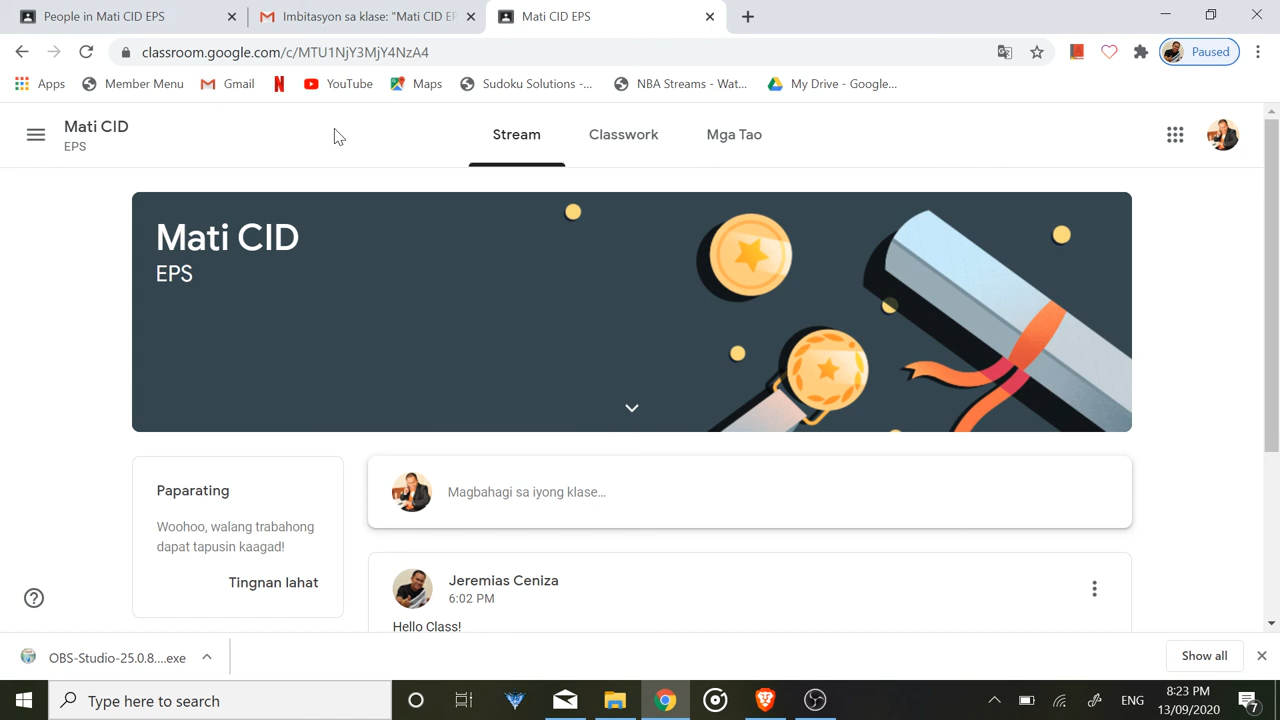 People in Mati CID EPS
Imbitasyon sa klase: "Mati CID EP
Mati CID EPS
classroom.google.com/c/MTU1NjY3MjY4NzA4
Paused
Apps
Member Menu
Gmail
YouTube
Maps
Sudoku Solutions -...
NBA Streams - Wat...
My Drive - Google...
Mati CID
EPS
Stream
Classwork
Mga Tao
Mati CID
EPS
Paparating
Woohoo, walang trabahong
dapat tapusin kaagad!
Tingnan lahat
Magbahagi sa iyong klase...
Jeremias Ceniza
6:02 PM
Hello Class!
OBS-Studio-25.0.8....exe
Show all
Type here to search
ENG
8:23 PM
13/09/2020
7